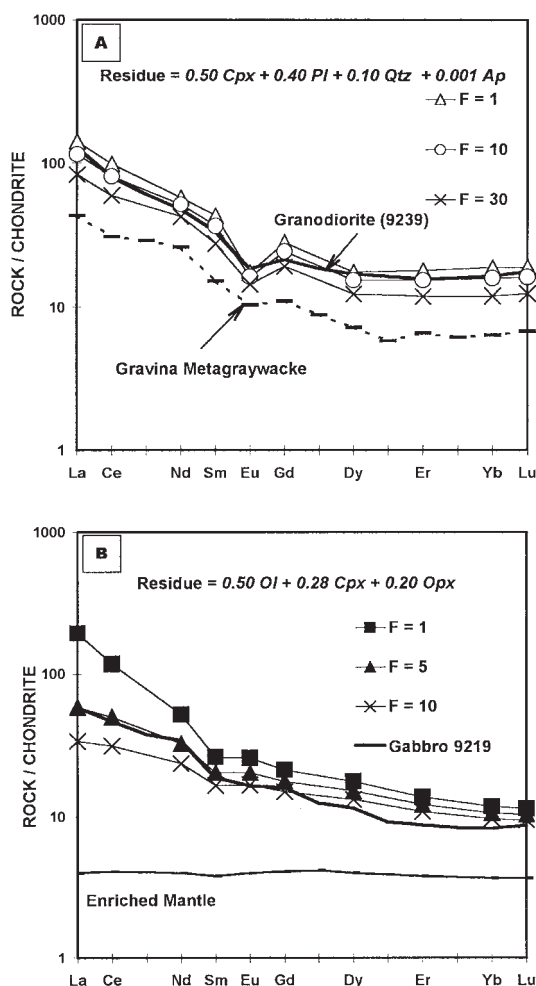 1000
A
Residue = 0.50 Cpx + 0.40 Pl + 0.10 Qtz + 0.001 Ap
F = 1
100
F = 10
F = 30
Granodiorite (9239)
ROCK / CHONDRITE
10
Gravina Metagraywacke
1
La Ce Nd Sm Eu Gd Dy Er Yb Lu
1000
B
Residue = 0.50 Ol + 0.28 Cpx + 0.20 Opx
F = 1
100
F = 5
F = 10
Gabbro 9219
ROCK / CHONDRITE
10
Enriched Mantle
1
La Ce Nd Sm Eu Gd Dy Er Yb Lu